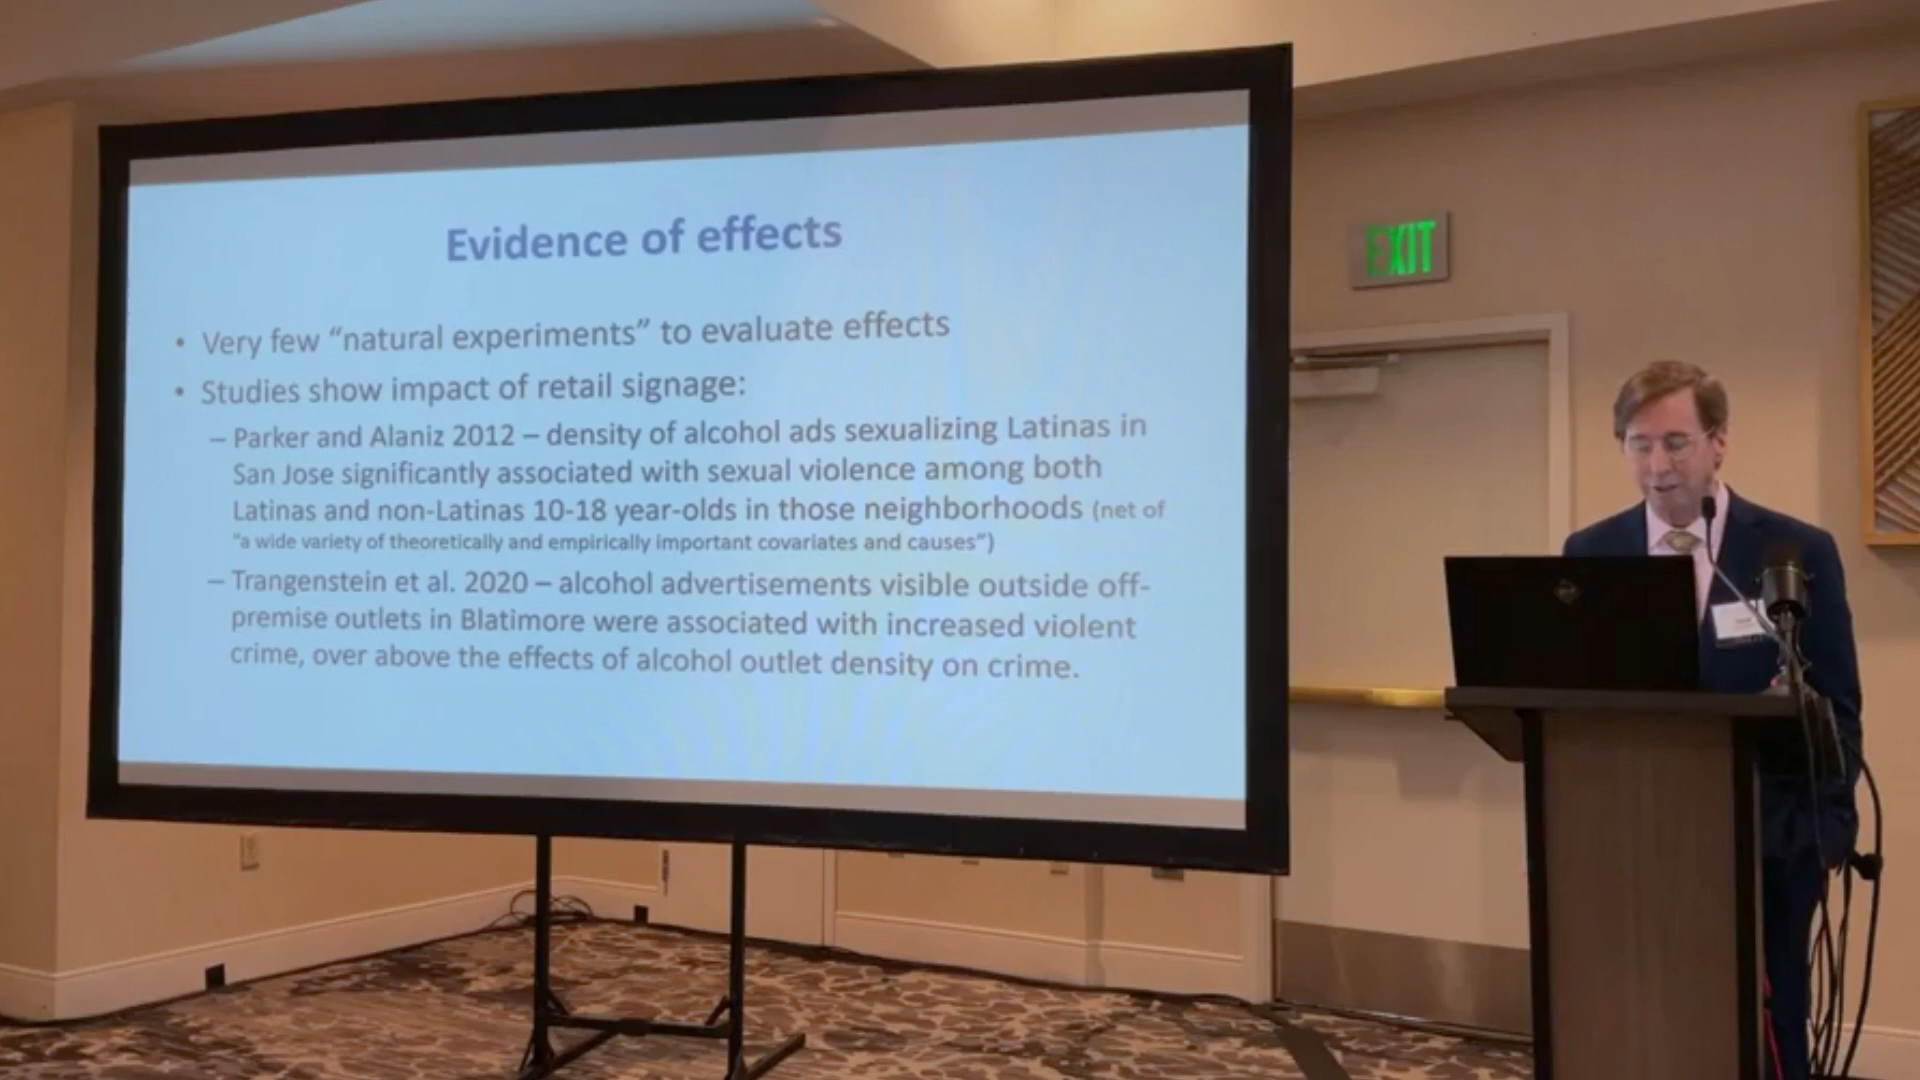 Evidence of effects
• Very few “natural experiments” to evaluate effects
• Studies show impact of retail signage:
– Parker and Alaniz 2012 – density of alcohol ads sexualizing Latinas in
San Jose significantly associated with sexual violence among both
Latinas and non-Latinas 10-18 year-olds in those neighborhoods (net of
“a wide variety of theoretically and empirically important covariates and causes”)
– Trangenstein et al. 2020 – alcohol advertisements visible outside off-
premise outlets in Blatimore were associated with increased violent
crime, over above the effects of alcohol outlet density on crime.
EXIT